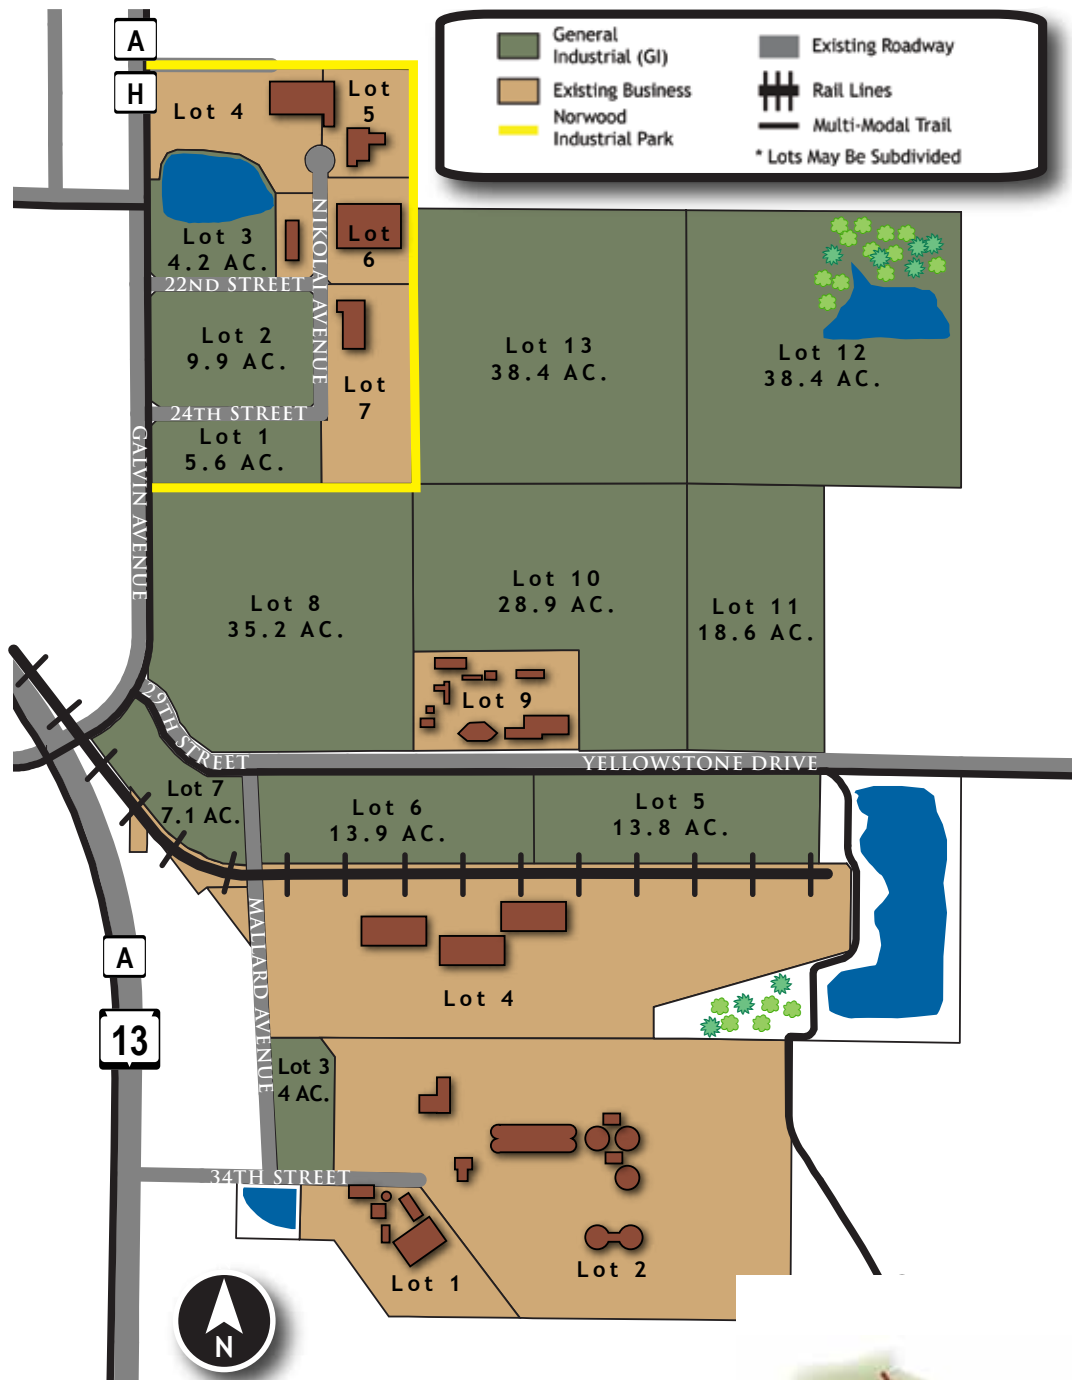 A
H
General
Industrial (GI)
Existing Business
Norwood
Industrial Park
Existing Roadway
Rail Lines
Multi-Modal Trail
* Lots May Be Subdivided
Lot 4
Lot
5
Lot 3
4.2 AC.
Lot
6
22ND STREET
NIKOLAI AVENUE
Lot 2
9.9 AC.
Lot
7
24TH STREET
Lot 1
5.6 AC.
Lot 13
38.4 AC.
Lot 12
38.4 AC.
GALVIN AVENUE
Lot 8
35.2 AC.
Lot 10
28.9 AC.
Lot 11
18.6 AC.
Lot 9
29TH STREET
YELLOWSTONE DRIVE
Lot 7
7.1 AC.
Lot 6
13.9 AC.
Lot 5
13.8 AC.
MALLARD AVENUE
A
13
Lot 4
Lot 3
4 AC.
34TH STREET
Lot 1
Lot 2
N